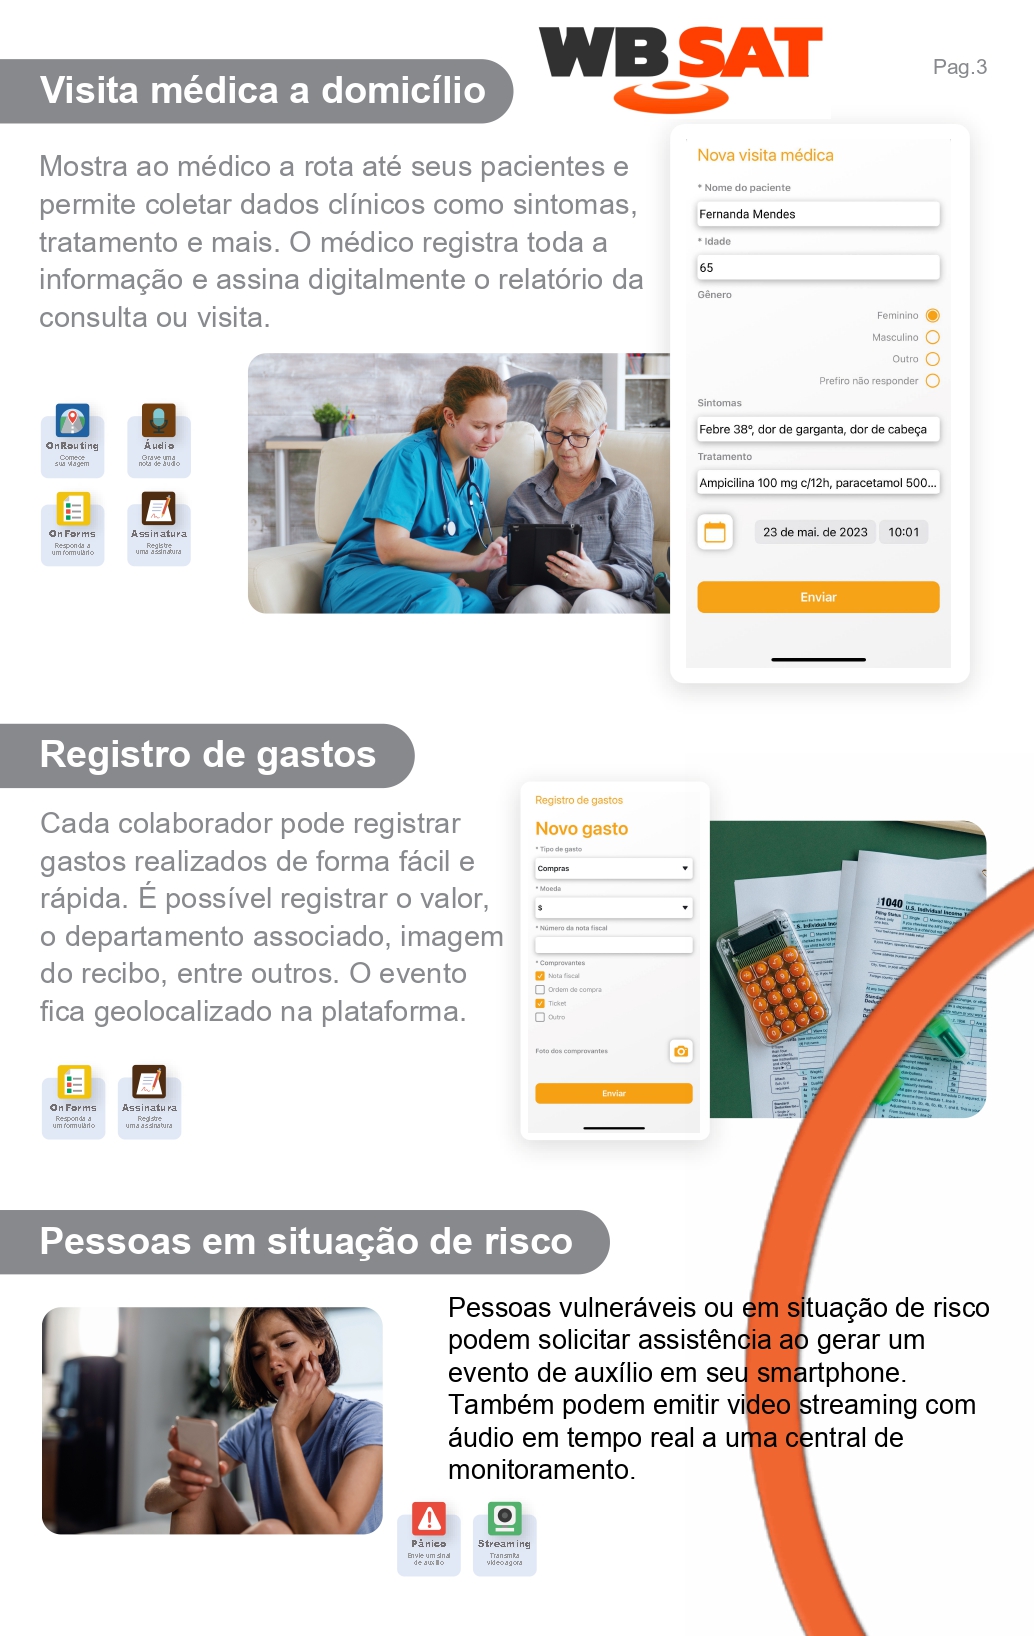 WBSAT
Pag.3
Visita médica a domicílio
Mostra ao médico a rota até seus pacientes e
permite coletar dados clínicos como sintomas,
tratamento e mais. O médico registra toda a
informação e assina digitalmente o relatório da
consulta ou visita.
OnRouting
Comece
sua viagem
Áudio
Grave uma
nota de áudio
OnForms
Responda a
um formulário
Assinatura
Registre
uma assinatura
Nova visita médica
* Nome do paciente
Fernanda Mendes
* Idade
65
Gênero
Feminino
Masculino
Outro
Prefiro não responder
Sintomas
Febre 38°, dor de garganta, dor de cabeça
Tratamento
Ampicilina 100 mg c/12h, paracetamol 500...
23 de mai. de 2023 10:01
Enviar
Registro de gastos
Cada colaborador pode registrar
gastos realizados de forma fácil e
rápida. É possível registrar o valor,
o departamento associado, imagem
do recibo, entre outros. O evento
fica geolocalizado na plataforma.
OnForms
Responda a
um formulário
Assinatura
Registre
uma assinatura
Registro de gastos
Novo gasto
* Tipo de gasto
Compras
* Moeda
$
* Número da nota fiscal
* Comprovantes
Nota fiscal
Ordem de compra
Ticket
Outro
Foto dos comprovantes
Enviar
1040
U.S. Individual Income
Pessoas em situação de risco
Pessoas vulneráveis ou em situação de risco
podem solicitar assistência ao gerar um
evento de auxílio em seu smartphone.
Também podem emitir video streaming com
áudio em tempo real a uma central de
monitoramento.
Pânico
Envie um sinal
de auxílio
Streaming
Transmita
vídeo agora